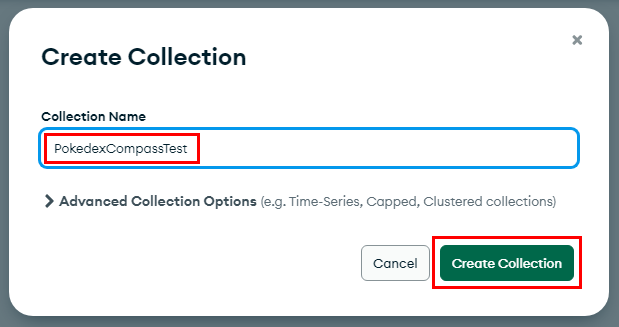 Create Collection
Collection Name
PokedexCompassTest
Advanced Collection Options (e.g. Time-Series, Capped, Clustered collections)
Cancel
Create Collection